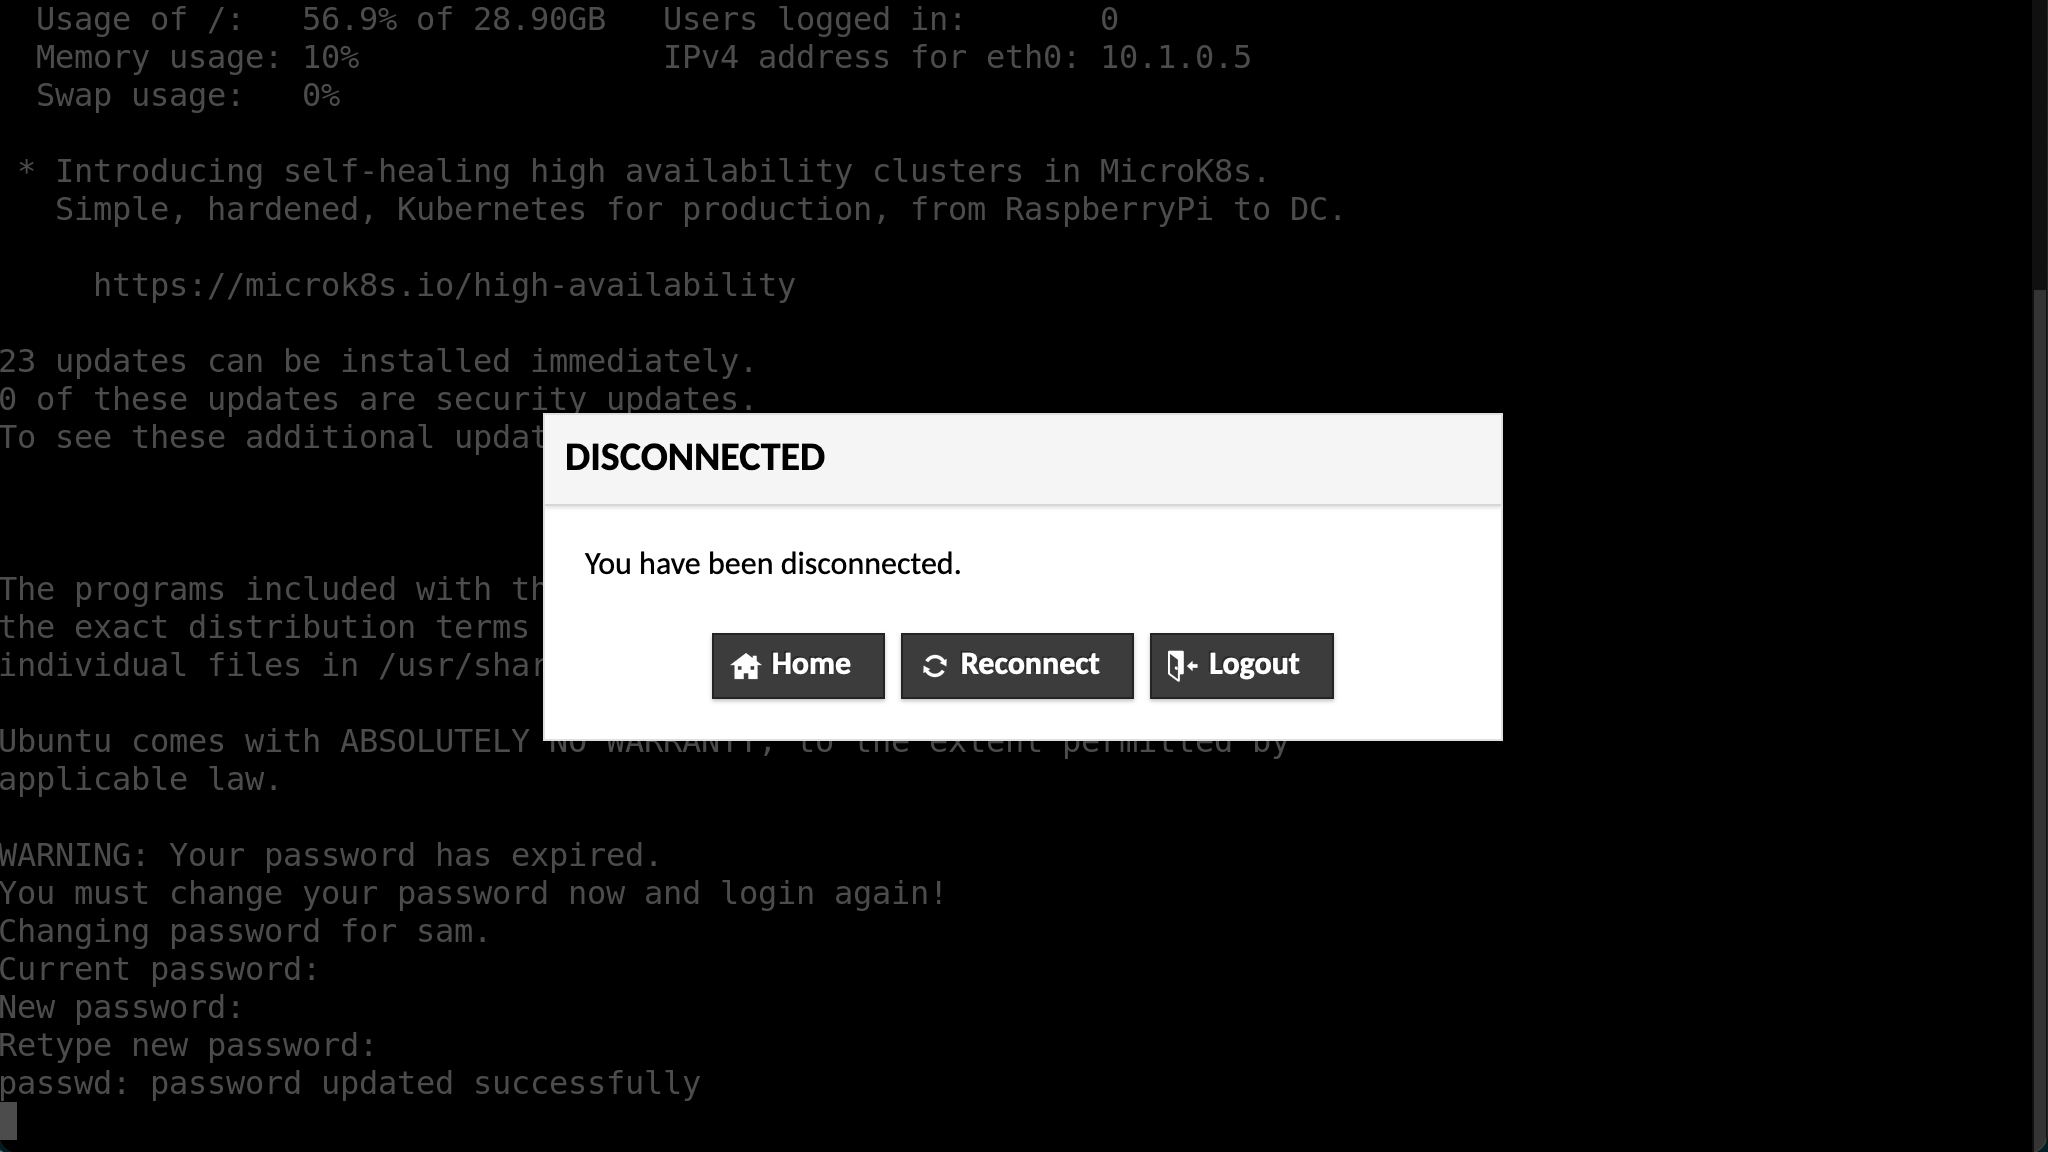 Usage of /: 56.9% of 28.90GB Users logged in: 0
Memory usage: 10% IPv4 address for eth0: 10.1.0.5
Swap usage: 0%
* Introducing self-healing high availability clusters in MicroK8s.
Simple, hardened, Kubernetes for production, from RaspberryPi to DC.
https://microk8s.io/high-availability
23 updates can be installed immediately.
0 of these updates are security updates.
To see these additional updat
DISCONNECTED
You have been disconnected.
Home Reconnect Logout
The programs included with th
the exact distribution terms
individual files in /usr/shar
Ubuntu comes with ABSOLUTELY NO WARRANTY, to the extent permitted by
applicable law.
WARNING: Your password has expired.
You must change your password now and login again!
Changing password for sam.
Current password:
New password:
Retype new password:
passwd: password updated successfully